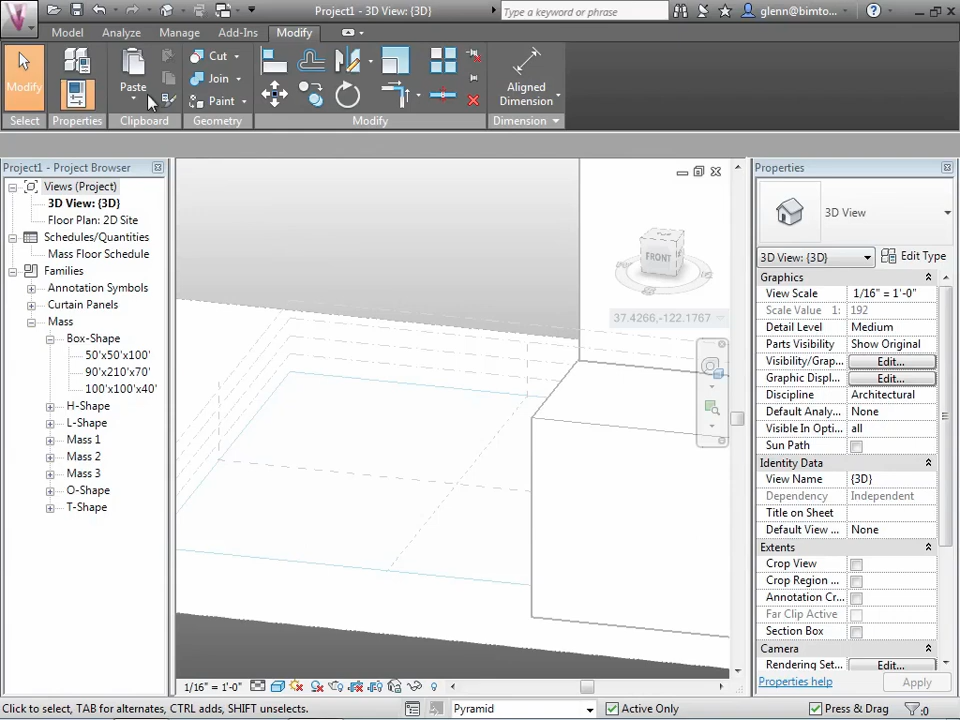 Project1 - 3D View: {3D}
Type a keyword or phrase
glenn@bimto...
Model
Analyze
Manage
Add-Ins
Modify
Modify
Paste
Cut
Join
Paint
Aligned
Dimension
Select
Properties
Clipboard
Geometry
Modify
Dimension
Project1 - Project Browser
Views (Project)
3D View: {3D}
Floor Plan: 2D Site
Schedules/Quantities
Mass Floor Schedule
Families
Annotation Symbols
Curtain Panels
Mass
Box-Shape
50'x50'x100'
90'x210'x70'
100'x100'x40'
H-Shape
L-Shape
Mass 1
Mass 2
Mass 3
O-Shape
T-Shape
FRONT
37.4266,-122.1767
Properties
3D View
3D View: {3D}
Edit Type
Graphics
View Scale 1/16" = 1'-0"
Scale Value 1: 192
Detail Level Medium
Parts Visibility Show Original
Visibility/Grap... Edit...
Graphic Displ... Edit...
Discipline Architectural
Default Analy... None
Visible In Opti... all
Sun Path
Identity Data
View Name {3D}
Dependency Independent
Title on Sheet
Default View ... None
Extents
Crop View
Crop Region ...
Annotation Cr...
Far Clip Active
Section Box
Camera
Rendering Set... Edit...
Properties help
Apply
1/16" = 1'-0"
Click to select, TAB for alternates, CTRL adds, SHIFT unselects.
Pyramid
Active Only
Press & Drag
:0